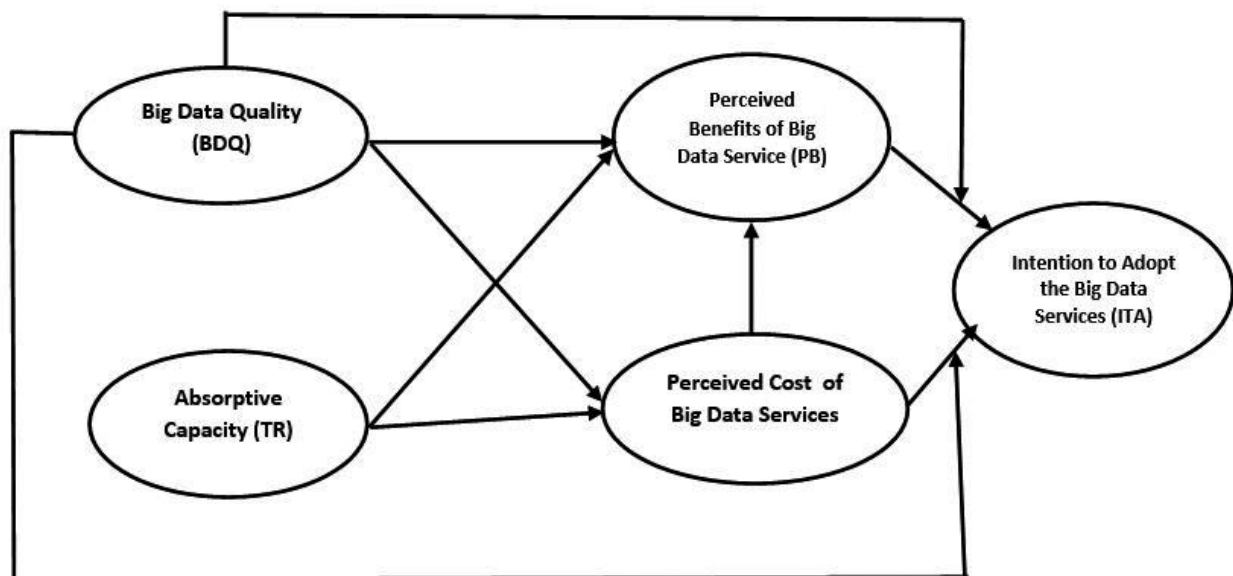 Big Data Quality
(BDQ)
Perceived
Benefits of Big
Data Service (PB)
Intention to Adopt
the Big Data
Services (ITA)
Absorptive
Capacity (TR)
Perceived Cost of
Big Data Services